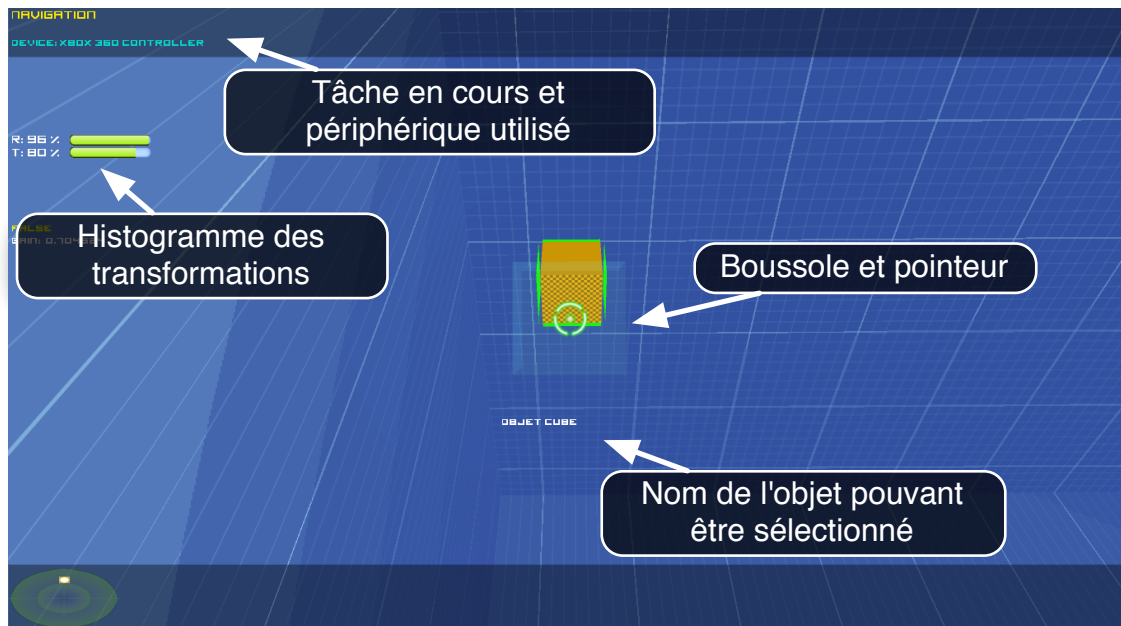 NAVIGATION
DEVICE: XBOX 360 CONTROLLER
Tâche en cours et
périphérique utilisé
R: 96 %
T: 80 %
Histogramme des
transformations
Boussole et pointeur
OBJET CUBE
Nom de l'objet pouvant
être sélectionné